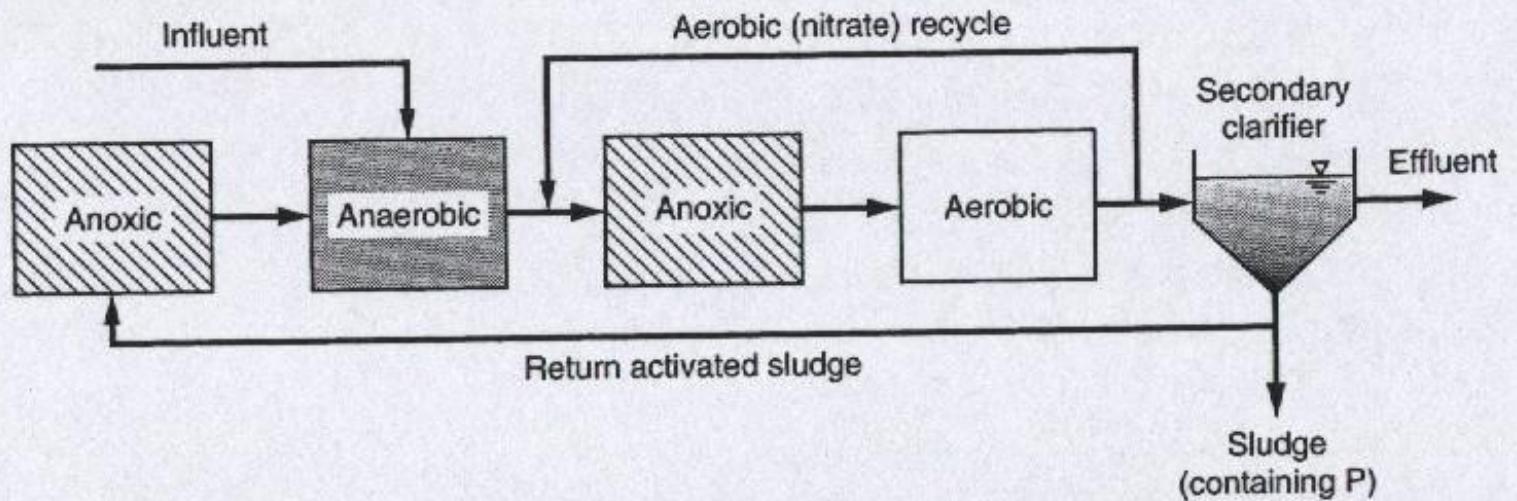 Influent
Aerobic (nitrate) recycle
Secondary
clarifier
Effluent
Anoxic
Anaerobic
Anoxic
Aerobic
Return activated sludge
Sludge
(containing P)